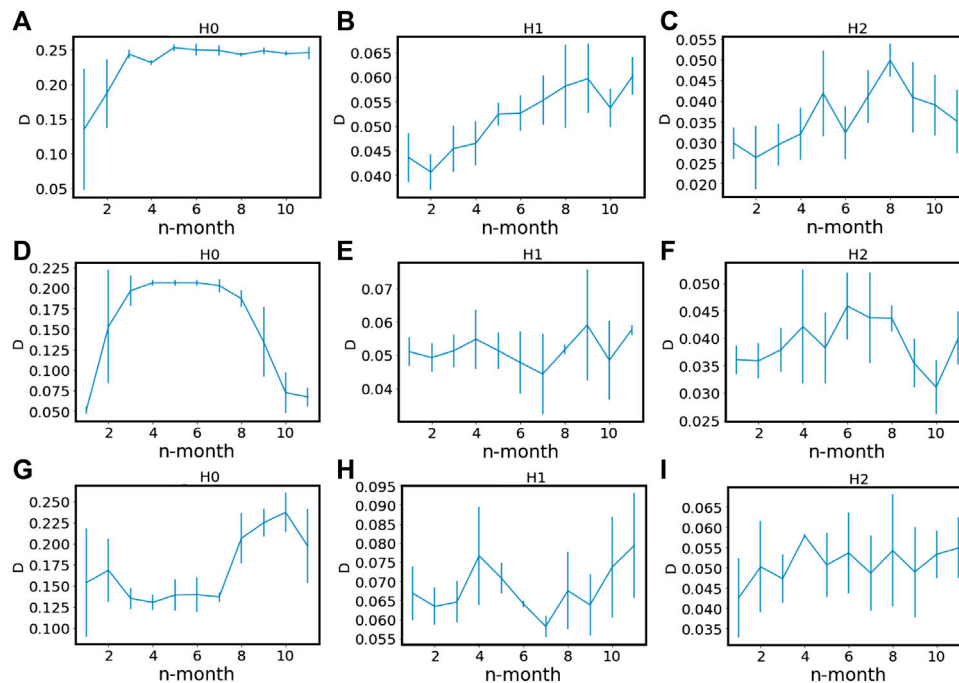 A
H0
0.25
0.20
0.15
0.10
0.05
D
2 4 6 8 10
n-month
B
H1
0.065
0.060
0.055
0.050
0.045
0.040
D
2 4 6 8 10
n-month
C
H2
0.055
0.050
0.045
0.040
0.035
0.030
0.025
0.020
D
2 4 6 8 10
n-month
D
H0
0.225
0.200
0.175
0.150
0.125
0.100
0.075
0.050
D
2 4 6 8 10
n-month
E
H1
0.07
0.06
0.05
0.04
D
2 4 6 8 10
n-month
F
H2
0.050
0.045
0.040
0.035
0.030
0.025
D
2 4 6 8 10
n-month
G
H0
0.250
0.225
0.200
0.175
0.150
0.125
0.100
D
2 4 6 8 10
n-month
H
H1
0.095
0.090
0.085
0.080
0.075
0.070
0.065
0.060
0.055
D
2 4 6 8 10
n-month
I
H2
0.065
0.060
0.055
0.050
0.045
0.040
0.035
D
2 4 6 8 10
n-month